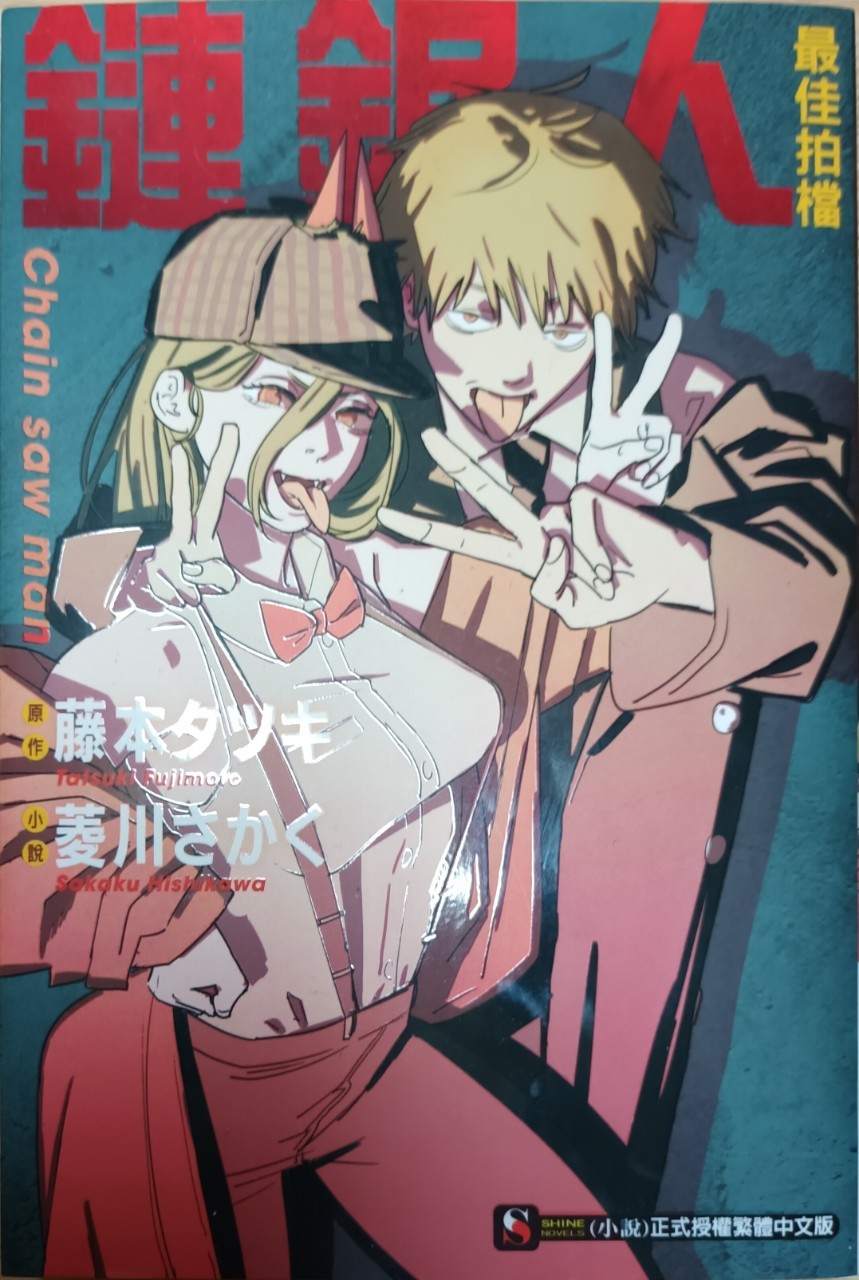 鏈鋸人
最佳拍檔
Chain saw man
原作 藤本タツキ
Tatsuki Fujimoto
小說 菱川さかく
Sakaku Hishikawa
S SHINE NOVELS (小說)正式授權繁體中文版